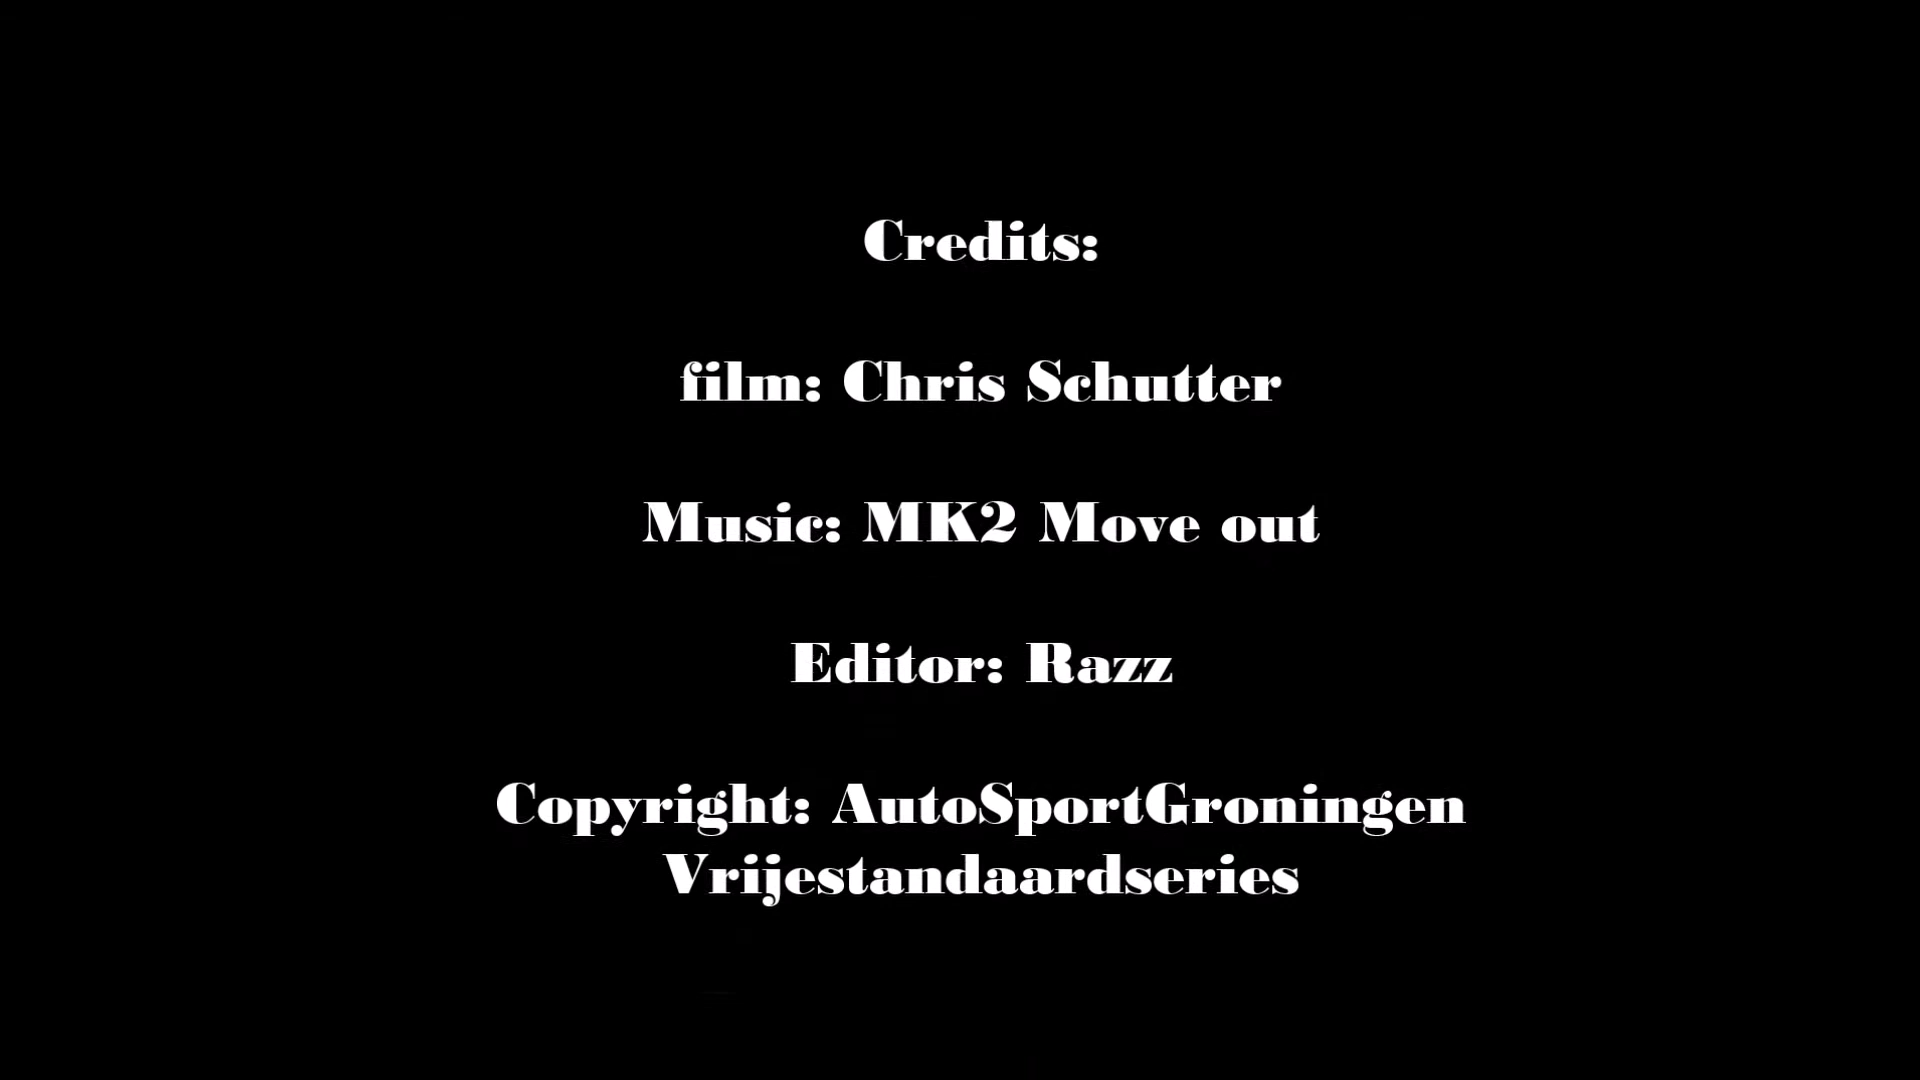 Credits:
film: Chris Schutter
Music: MK2 Move out
Editor: Razz
Copyright: AutoSportGroningen
Vrijestandaardseries